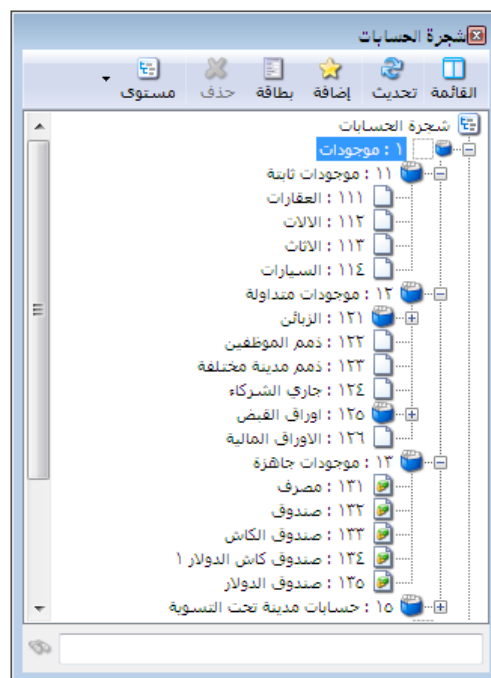 شجرة الحسابات
القائمة تحديث إضافة بطاقة حذف مستوى
شجرة الحسابات
١ : موجودات
١١ : موجودات ثابتة
١١١ : العقارات
١١٢ : الالات
١١٣ : الاثاث
١١٤ : السيارات
١٢ : موجودات متداولة
١٢١ : الزبائن
١٢٢ : ذمم الموظفين
١٢٣ : ذمم مدينة مختلفة
١٢٤ : جاري الشركاء
١٢٥ : اوراق القبض
١٢٦ : الاوراق المالية
١٣ : موجودات جاهزة
١٣١ : مصرف
١٣٢ : صندوق
١٣٣ : صندوق الكاش
١٣٤ : صندوق كاش الدولار ١
١٣٥ : صندوق الدولار
١٥ : حسابات مدينة تحت التسوية